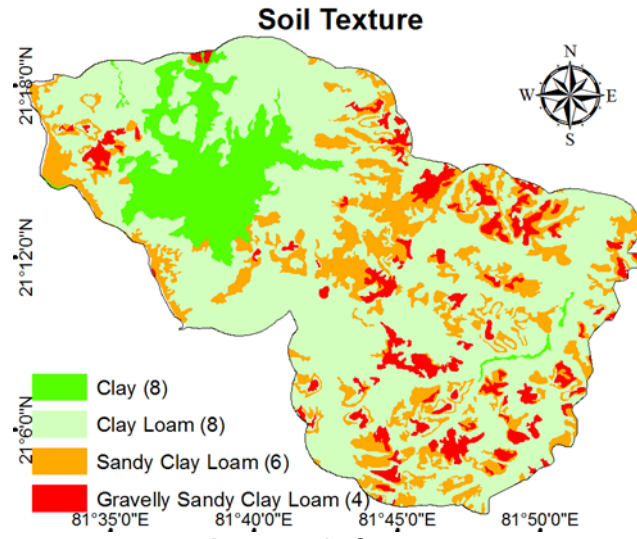 Soil Texture
N
W E
S
21°18'0"N
21°12'0"N
21°6'0"N
Clay (8)
Clay Loam (8)
Sandy Clay Loam (6)
Gravelly Sandy Clay Loam (4)
81°35'0"E 81°40'0"E 81°45'0"E 81°50'0"E